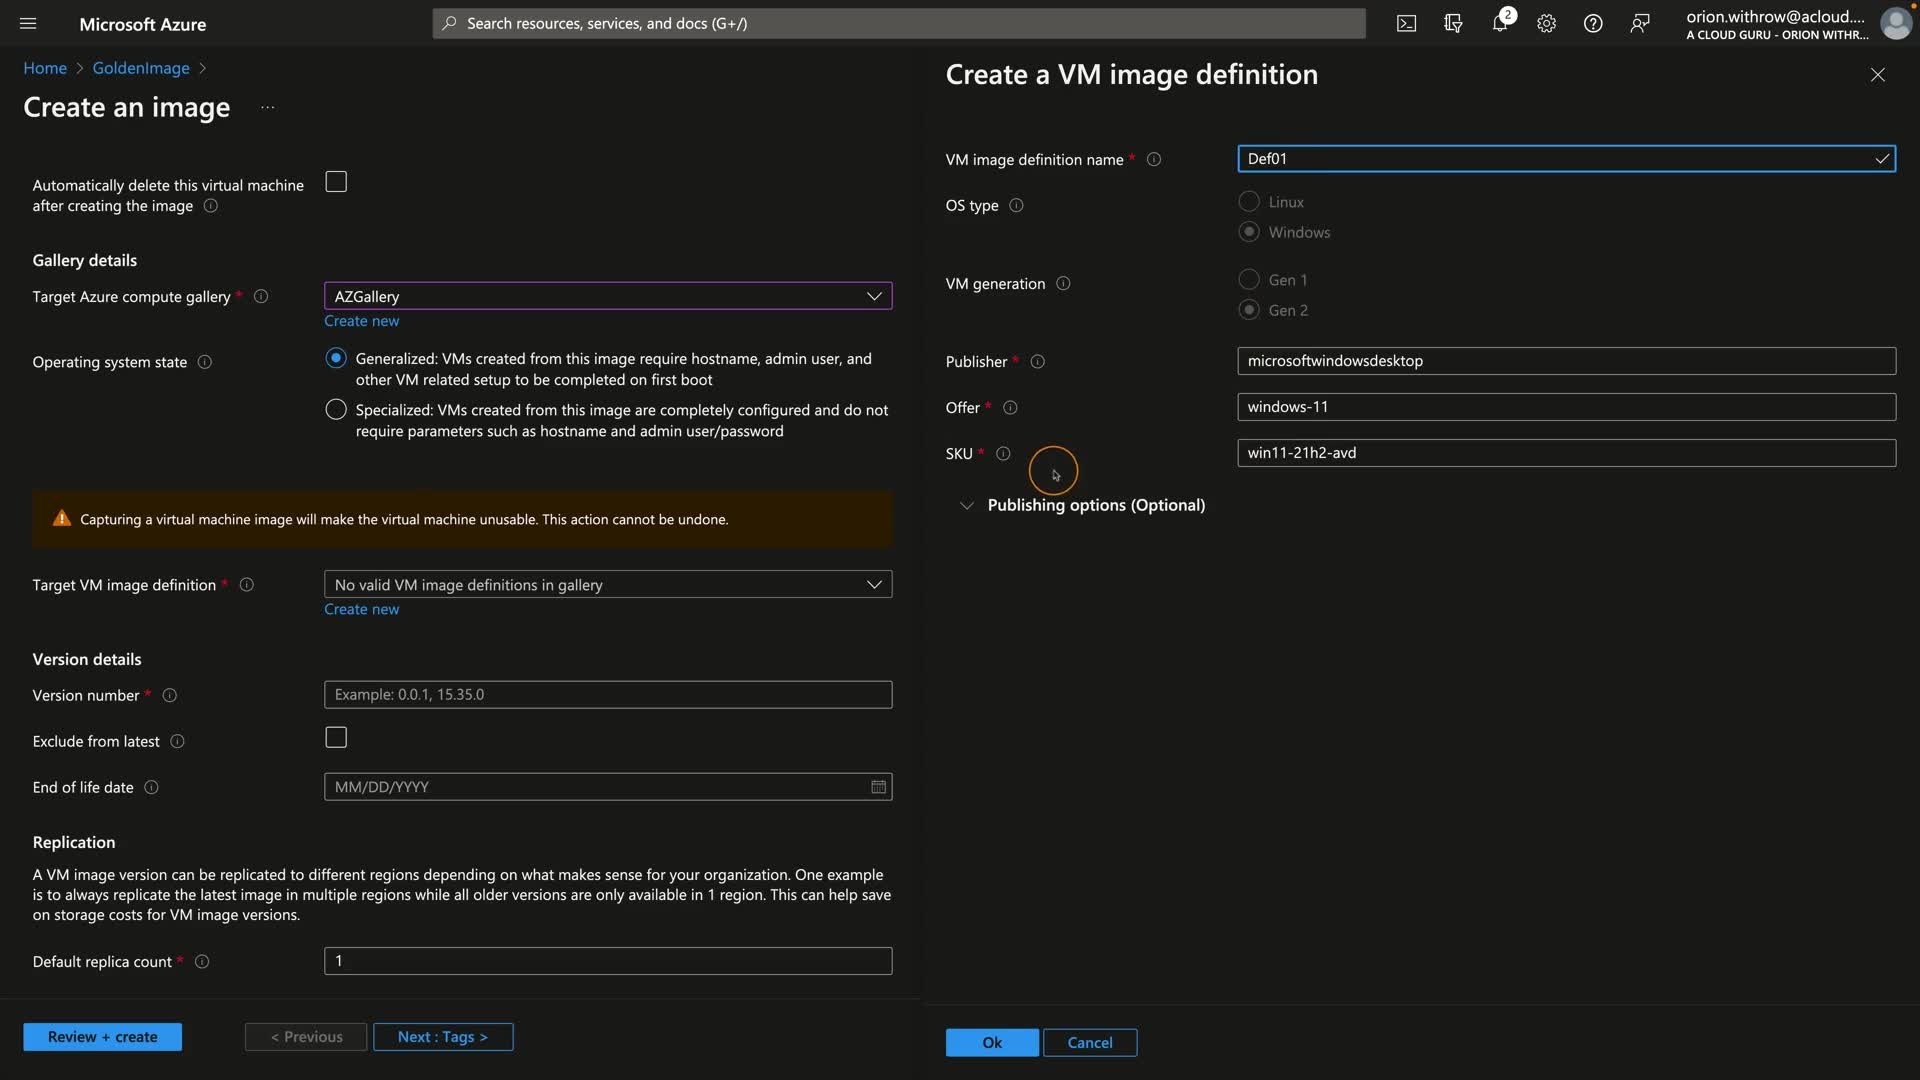 Microsoft Azure
Search resources, services, and docs (G+/)
2
orion.withrow@acloud....
A CLOUD GURU - ORION WITHR...
Home > GoldenImage >
Create an image ...
Automatically delete this virtual machine
after creating the image
Gallery details
Target Azure compute gallery *
AZGallery
Create new
Operating system state
Generalized: VMs created from this image require hostname, admin user, and
other VM related setup to be completed on first boot
Specialized: VMs created from this image are completely configured and do not
require parameters such as hostname and admin user/password
Capturing a virtual machine image will make the virtual machine unusable. This action cannot be undone.
Target VM image definition *
No valid VM image definitions in gallery
Create new
Version details
Version number *
Example: 0.0.1, 15.35.0
Exclude from latest
End of life date
MM/DD/YYYY
Replication
A VM image version can be replicated to different regions depending on what makes sense for your organization. One example
is to always replicate the latest image in multiple regions while all older versions are only available in 1 region. This can help save
on storage costs for VM image versions.
Default replica count *
1
Review + create
< Previous
Next : Tags >
Create a VM image definition
VM image definition name *
Def01
OS type
Linux
Windows
VM generation
Gen 1
Gen 2
Publisher *
microsoftwindowsdesktop
Offer *
windows-11
SKU *
win11-21h2-avd
Publishing options (Optional)
Ok
Cancel